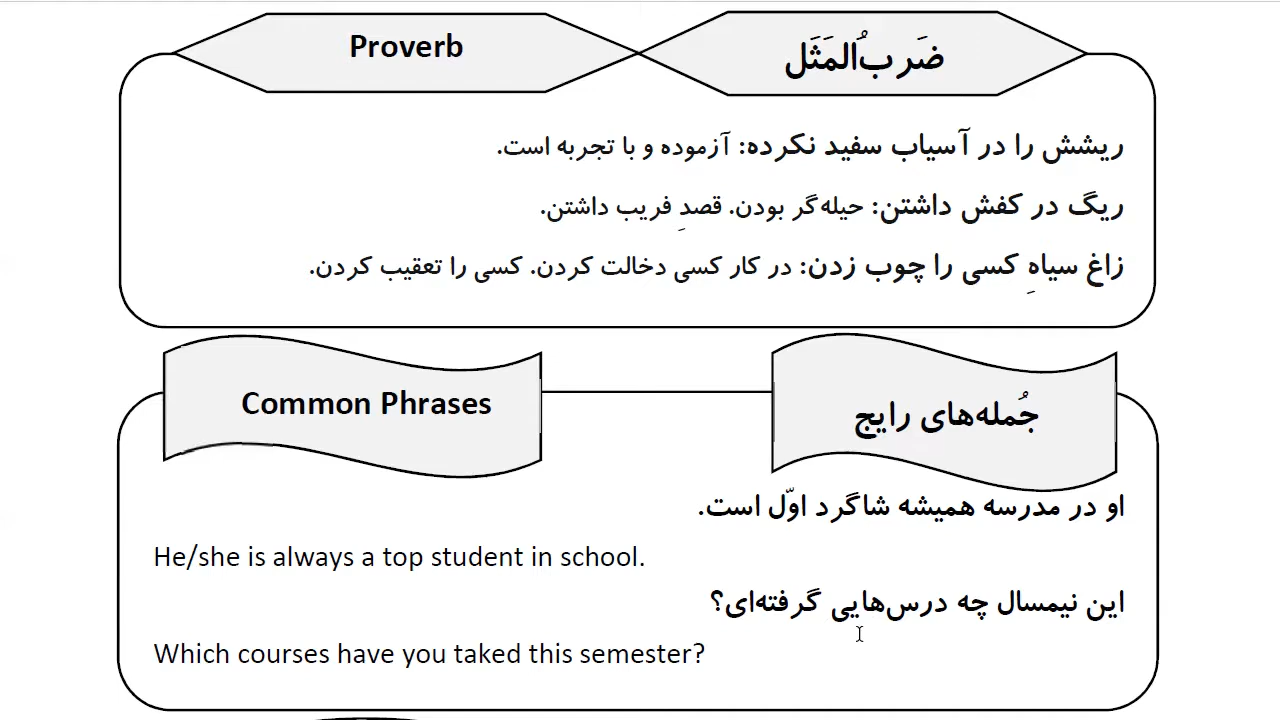 Proverb
ضَربُ‌المَثَل
ریشش را در آسیاب سفید نکرده: آزموده و با تجربه است.
ریگ در کفش داشتن: حیله‌گر بودن. قصدِ فریب داشتن.
زاغ سیاهِ کسی را چوب زدن: در کار کسی دخالت کردن. کسی را تعقیب کردن.
Common Phrases
جُمله‌های رایج
او در مدرسه همیشه شاگرد اوّل است.
He/she is always a top student in school.
این نیمسال چه درس‌هایی گرفته‌ای؟
Which courses have you taked this semester?